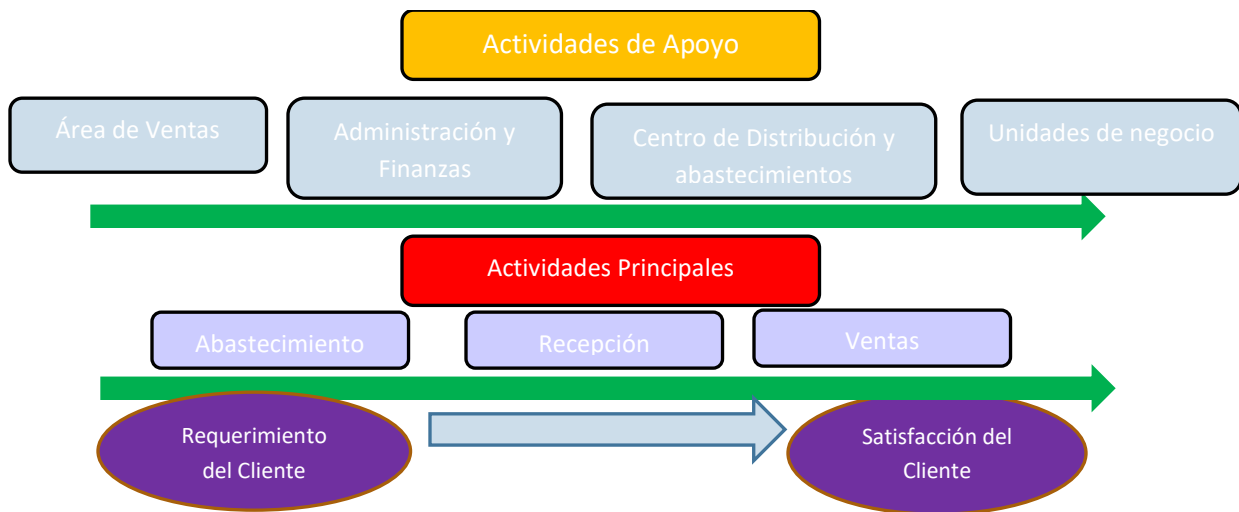 Actividades de Apoyo
Área de Ventas
Administración y
Finanzas
Centro de Distribución y
abastecimientos
Unidades de negocio
Actividades Principales
Abastecimiento
Recepción
Ventas
Requerimiento
del Cliente
Satisfacción del
Cliente